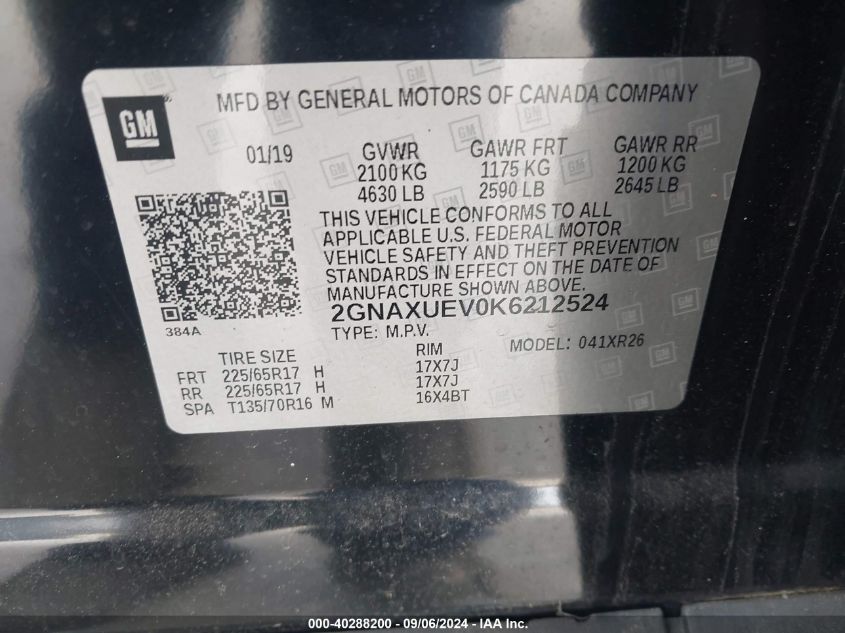 GM
MFD BY GENERAL MOTORS OF CANADA COMPANY
01/19 GVWR GAWR FRT GAWR RR
2100 KG 1175 KG 1200 KG
4630 LB 2590 LB 2645 LB
THIS VEHICLE CONFORMS TO ALL
APPLICABLE U.S. FEDERAL MOTOR
VEHICLE SAFETY AND THEFT PREVENTION
STANDARDS IN EFFECT ON THE DATE OF
MANUFACTURE SHOWN ABOVE.
2GNAXUEV0K6212524
384A
TYPE: M.P.V. MODEL: 041XR26
TIRE SIZE RIM
FRT 225/65R17 H 17X7J
RR 225/65R17 H 17X7J
SPA T135/70R16 M 16X4BT
000-40288200 - 09/06/2024 - IAA Inc.